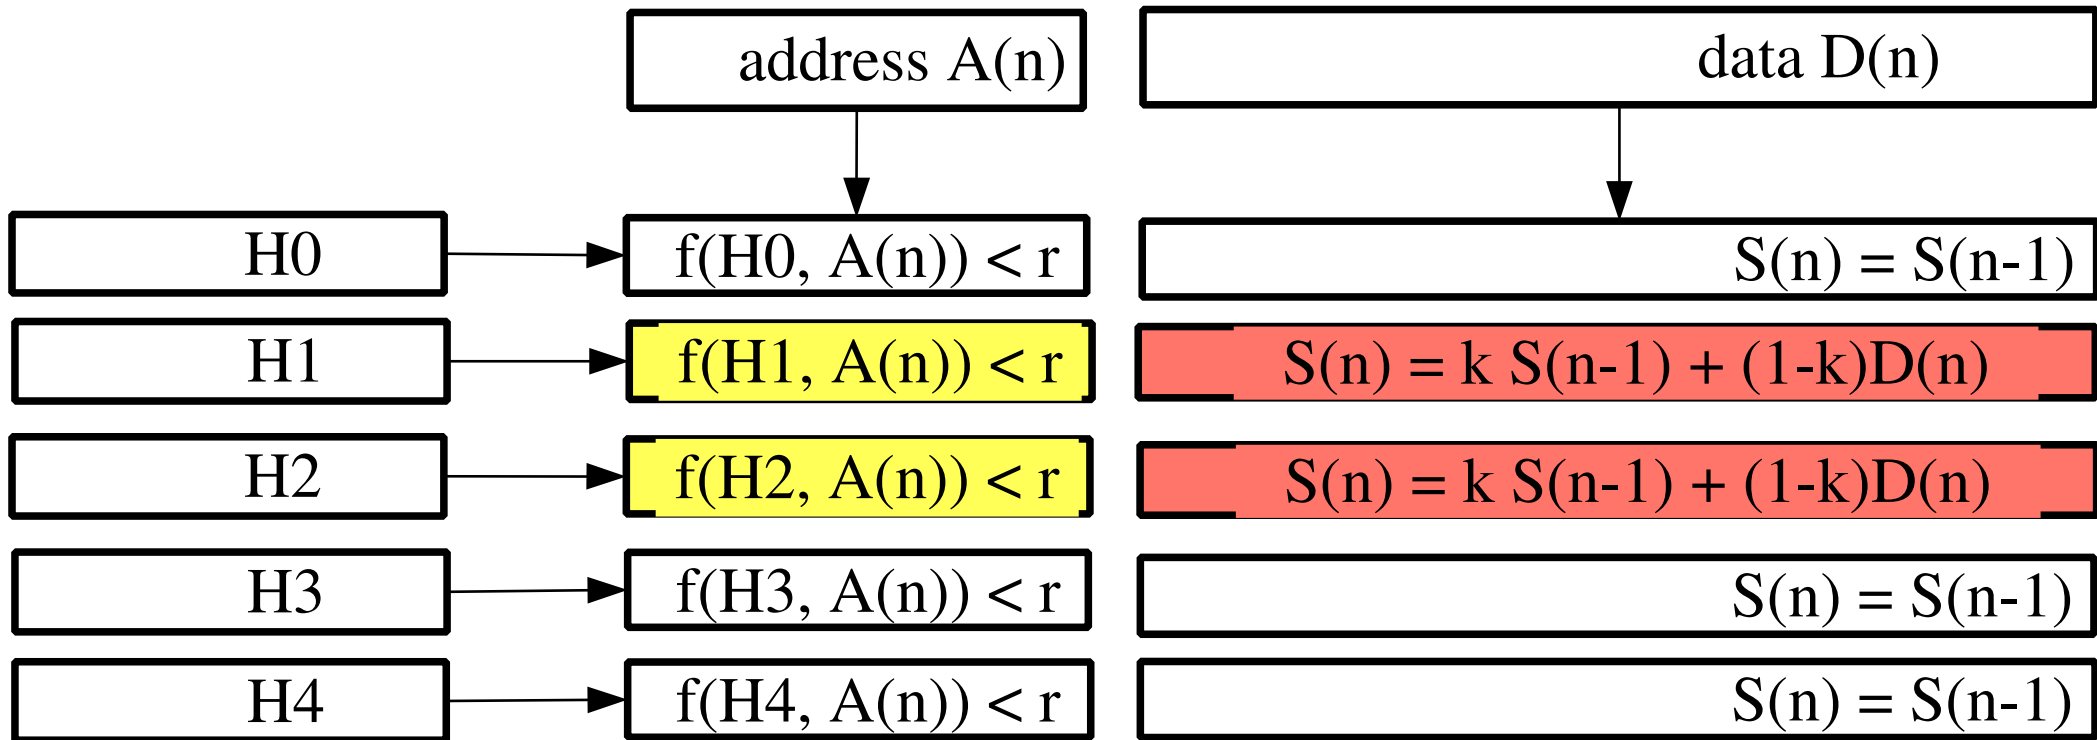 address A(n)
data D(n)
H0
f(H0, A(n)) < r
S(n) = S(n-1)
H1
f(H1, A(n)) < r
S(n) = k S(n-1) + (1-k)D(n)
H2
f(H2, A(n)) < r
S(n) = k S(n-1) + (1-k)D(n)
H3
f(H3, A(n)) < r
S(n) = S(n-1)
H4
f(H4, A(n)) < r
S(n) = S(n-1)